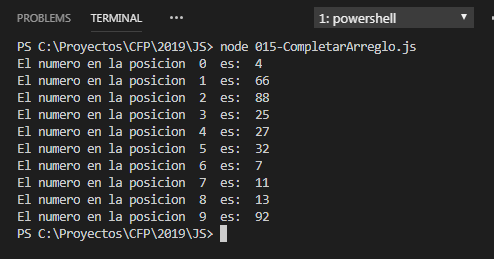 PROBLEMS TERMINAL ... 1: powershell
PS C:\Proyectos\CFP\2019\JS> node 015-CompletarArreglo.js
El numero en la posicion  0  es:  4
El numero en la posicion  1  es:  66
El numero en la posicion  2  es:  88
El numero en la posicion  3  es:  25
El numero en la posicion  4  es:  27
El numero en la posicion  5  es:  32
El numero en la posicion  6  es:  7
El numero en la posicion  7  es:  11
El numero en la posicion  8  es:  13
El numero en la posicion  9  es:  92
PS C:\Proyectos\CFP\2019\JS>